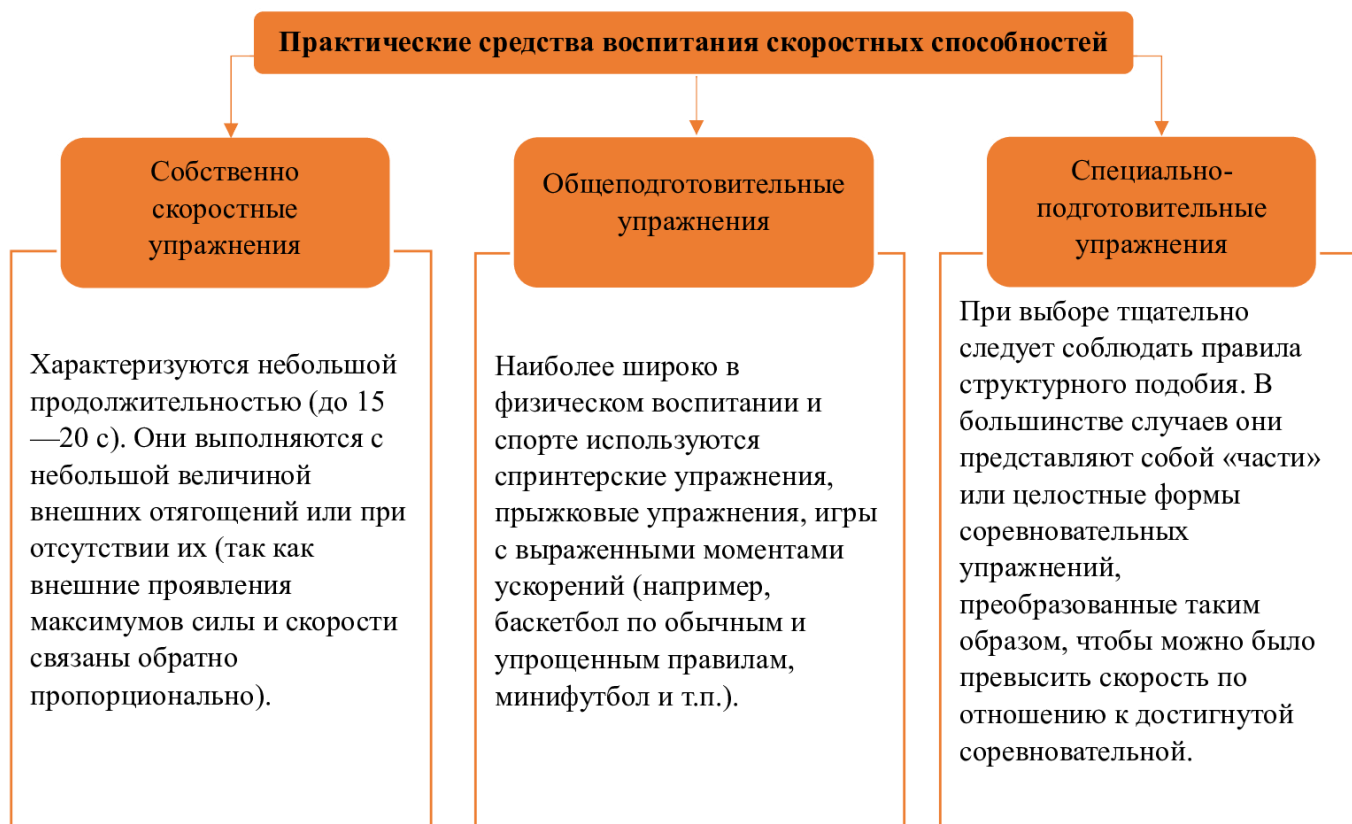 Практические средства воспитания скоростных способностей
Собственно
скоростные
упражнения
Характеризуются небольшой
продолжительностью (до 15
—20 с). Они выполняются с
небольшой величиной
внешних отягощений или при
отсутствии их (так как
внешние проявления
максимумов силы и скорости
связаны обратно
пропорционально).
Общеподготовительные
упражнения
Наиболее широко в
физическом воспитании и
спорте используются
спринтерские упражнения,
прыжковые упражнения, игры
с выраженными моментами
ускорений (например,
баскетбол по обычным и
упрощенным правилам,
минифутбол и т.п.).
Специально-
подготовительные
упражнения
При выборе тщательно
следует соблюдать правила
структурного подобия. В
большинстве случаев они
представляют собой «части»
или целостные формы
соревновательных
упражнений,
преобразованные таким
образом, чтобы можно было
превысить скорость по
отношению к достигнутой
соревновательной.